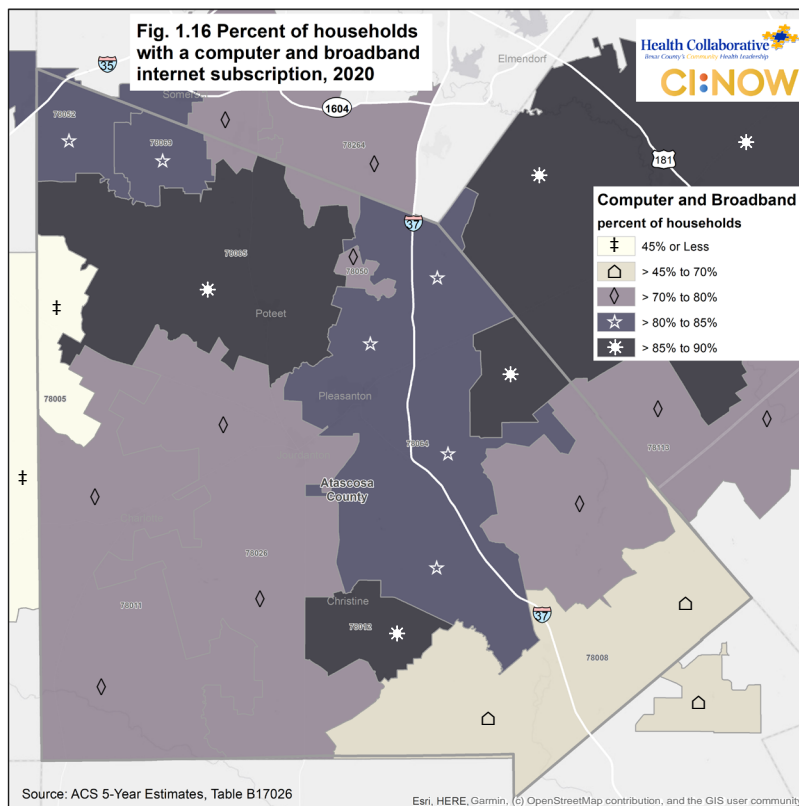 Fig. 1.16 Percent of households
with a computer and broadband
internet subscription, 2020
Health Collaborative
Bexar County's Community Health Leadership
CI:NOW
35
Elmendorf
Somerset
1604
78052
78069
78264
181
37
Computer and Broadband
percent of households
45% or Less
> 45% to 70%
> 70% to 80%
> 80% to 85%
> 85% to 90%
78065
78050
Poteet
78005
Pleasanton
78064
78113
Atascosa
County
78026
Christine
78011
78012
37
78008
Source: ACS 5-Year Estimates, Table B17026
Esri, HERE, Garmin, (c) OpenStreetMap contribution, and the GIS user community